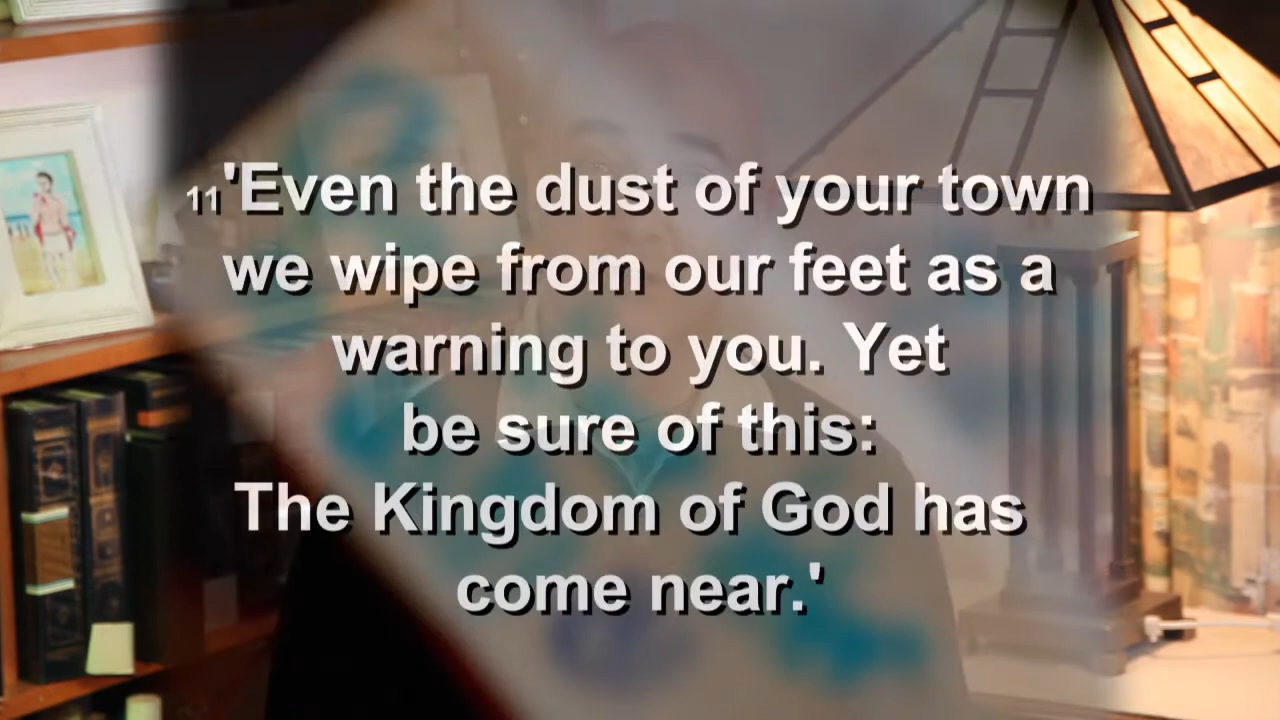 11'Even the dust of your town
we wipe from our feet as a
warning to you. Yet
be sure of this:
The Kingdom of God has
come near.'